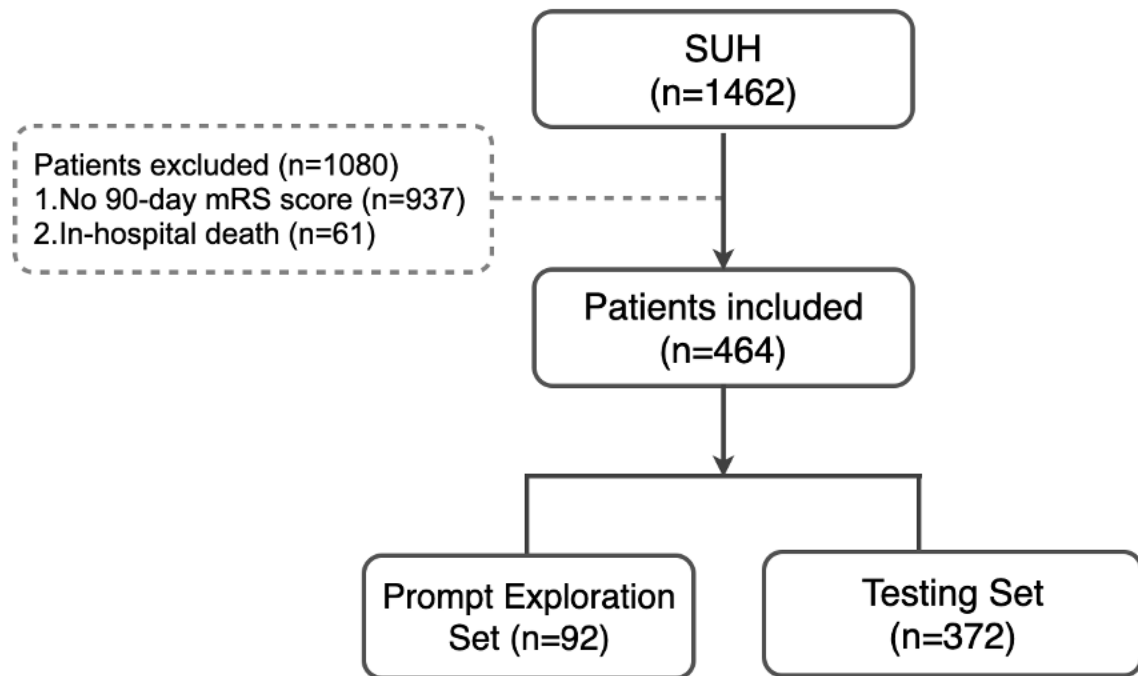 SUH
(n=1462)
Patients excluded (n=1080)
1.No 90-day mRS score (n=937)
2.In-hospital death (n=61)
Patients included
(n=464)
Prompt Exploration
Set (n=92)
Testing Set
(n=372)